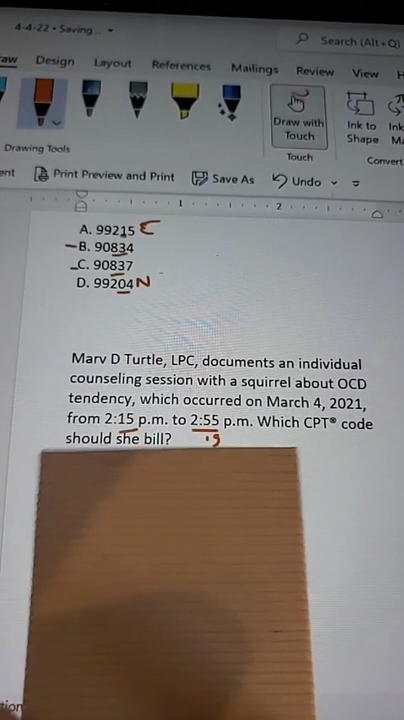 4-4-22 • Saving...
Search (Alt+Q)
Design Layout References Mailings Review View
Draw with Touch
Ink to Shape
Drawing Tools
Touch
Convert
Print Preview and Print Save As Undo
1 2
A. 99215 E
B. 90834
C. 90837
D. 99204 N
Marv D Turtle, LPC, documents an individual
counseling session with a squirrel about OCD
tendency, which occurred on March 4, 2021,
from 2:15 p.m. to 2:55 p.m. Which CPT® code
should she bill?